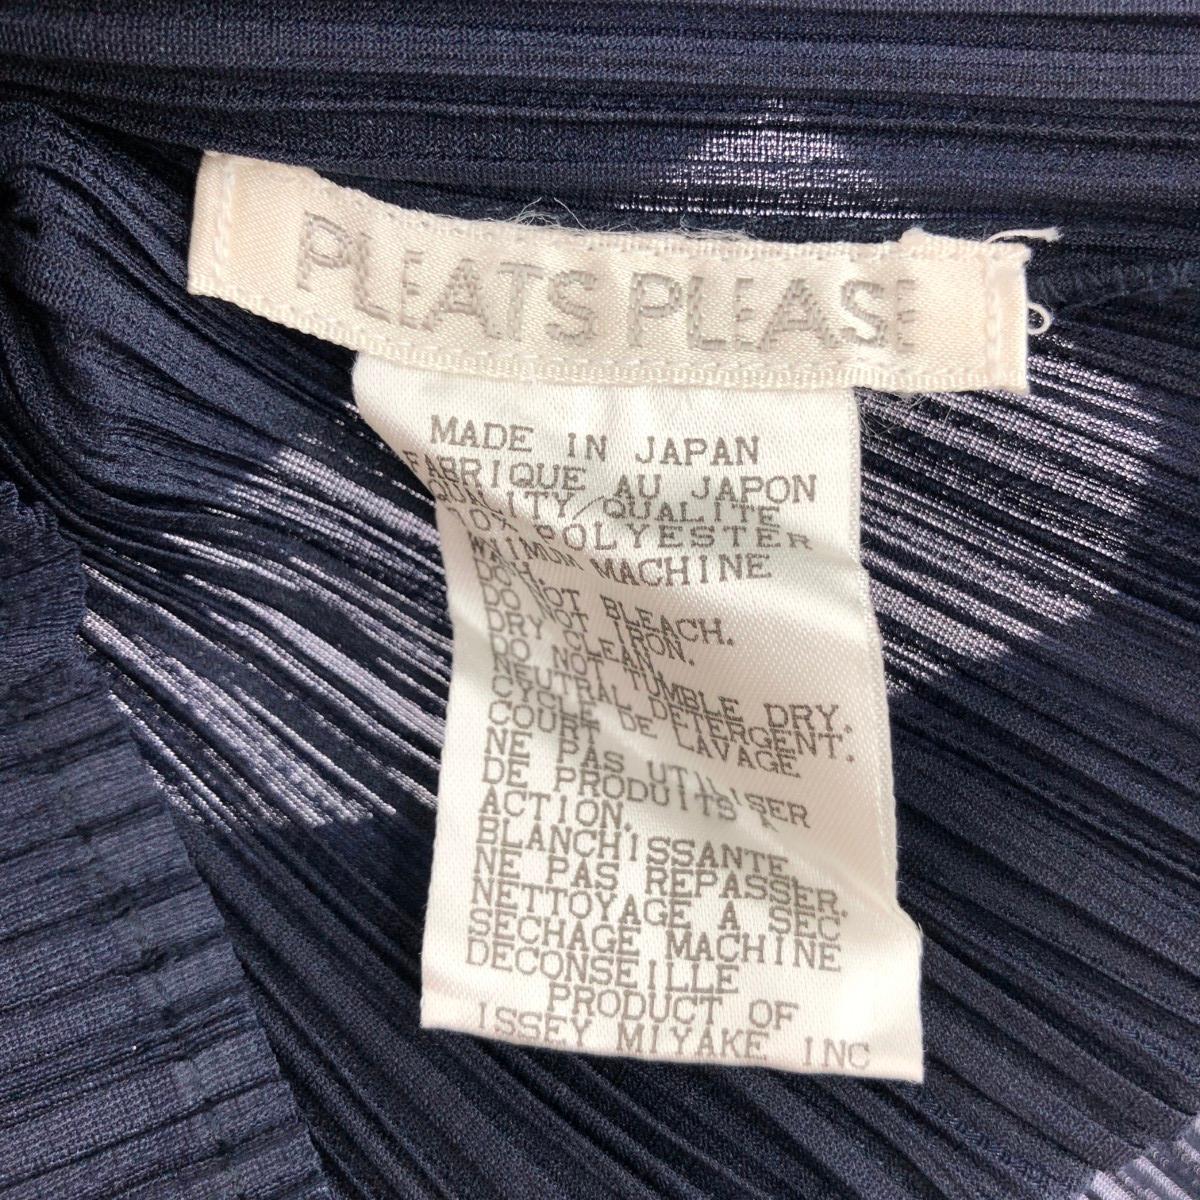 PLEATS PLEASE
MADE IN JAPAN
FABRIQUE AU JAPON
QUALITY/QUALITE
POLYESTER
MACHINE
DO NOT BLEACH.
DO NOT IRON.
DRY CLEAN.
DO NOT TUMBLE DRY.
NEUTRAL DETERGENT.
CYCLE DE LAVAGE
COURT
NE PAS UTILISER
DE PRODUITS A
ACTION.
BLANCHISSANTE.
NE PAS REPASSER.
NETTOYAGE A SEC
SECHAGE MACHINE
DECONSEILLE
PRODUCT OF
ISSEY MIYAKE INC